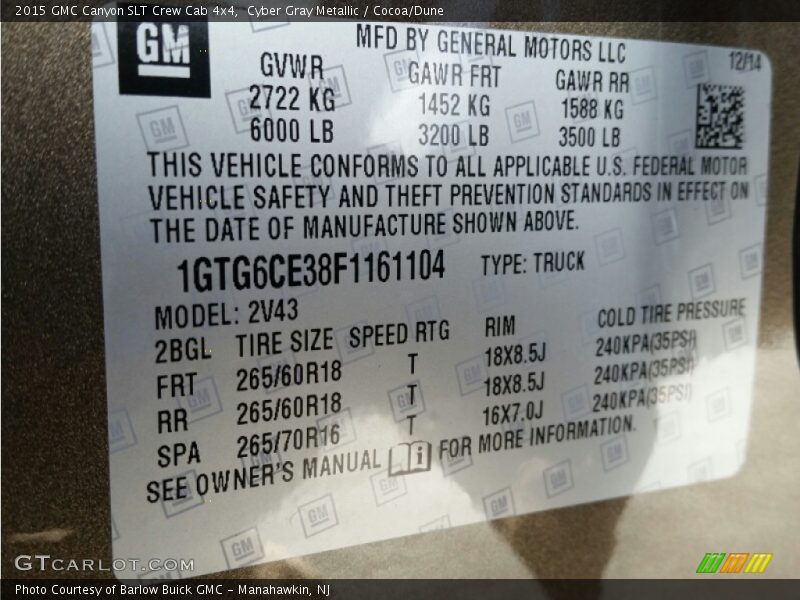 2015 GMC Canyon SLT Crew Cab 4x4, Cyber Gray Metallic / Cocoa/Dune
GM
MFD BY GENERAL MOTORS LLC
12/14
GVWR GAWR FRT GAWR RR
2722 KG 1452 KG 1588 KG
6000 LB 3200 LB 3500 LB
THIS VEHICLE CONFORMS TO ALL APPLICABLE U.S. FEDERAL MOTOR
VEHICLE SAFETY AND THEFT PREVENTION STANDARDS IN EFFECT ON
THE DATE OF MANUFACTURE SHOWN ABOVE.
1GTG6CE38F1161104 TYPE: TRUCK
MODEL: 2V43
2BGL TIRE SIZE SPEED RTG RIM COLD TIRE PRESSURE
FRT 265/60R18 T 18X8.5J 240KPA(35PSI)
RR 265/60R18 T 18X8.5J 240KPA(35PSI)
SPA 265/70R16 T 16X7.0J 240KPA(35PSI)
SEE OWNER'S MANUAL i FOR MORE INFORMATION.
GTCARLOT.COM
Photo Courtesy of Barlow Buick GMC - Manahawkin, NJ